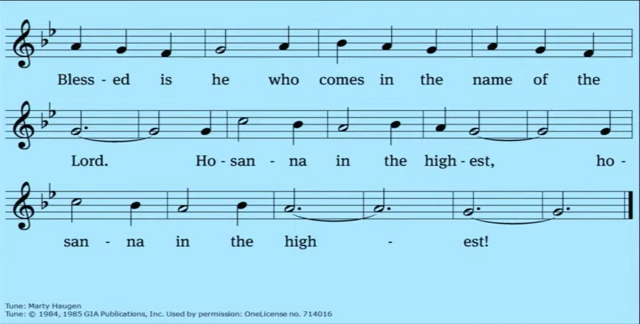 Bless - ed is he who comes in the name of the
Lord. Ho - san - na in the high - est, ho -
san - na in the high - est!
Tune: Marty Haugen
Tune: © 1984, 1985 GIA Publications, Inc. Used by permission: OneLicense no. 714016